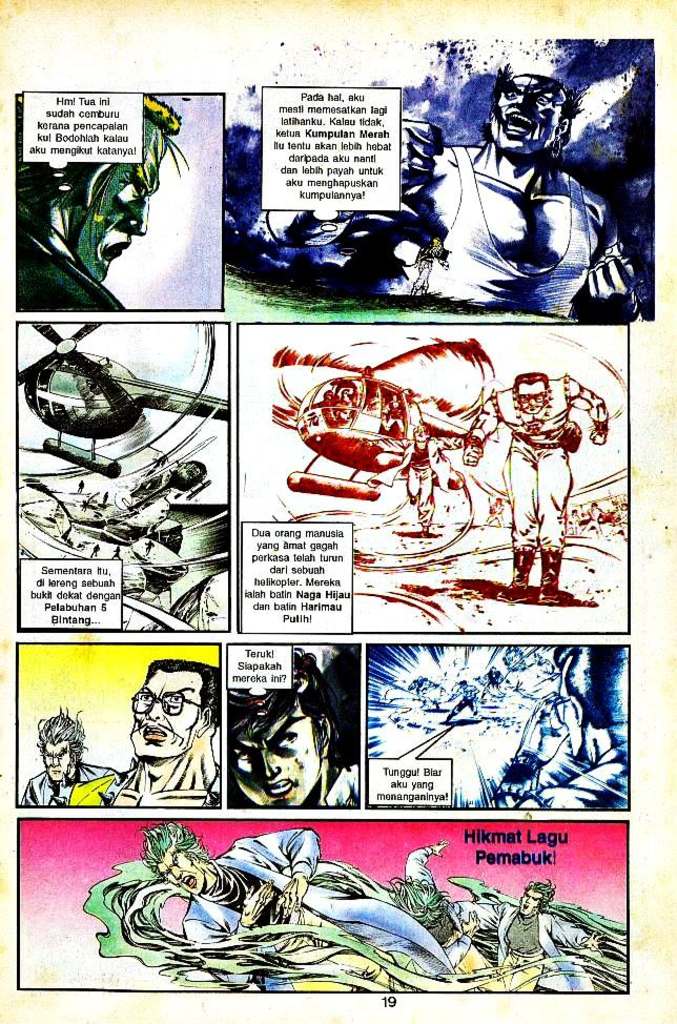 Hm! Tua ini
sudah cemburu
kerana pencapaian
ku! Bodohlah kalau
aku mengikut katanya!
Pada hal, aku
mesti memesatkan lagi
latihanku. Kalau tidak,
ketua Kumpulan Merah
itu tentu akan lebih hebat
daripada aku nanti
dan lebih payah untuk
aku menghapuskan
kumpulannya!
Sementara itu,
di lereng sebuah
bukit dekat dengan
Pelabuhan 5
Bintang...
Dua orang manusia
yang amat gagah
perkasa telah turun
dari sebuah
helikopter. Mereka
ialah batin Naga Hijau
dan batin Harimau
Putih!
Teruk!
Siapakah
mereka ini?
Tunggu! Biar
aku yang
menanganinya!
Hikmat Lagu
Pemabuk!
19